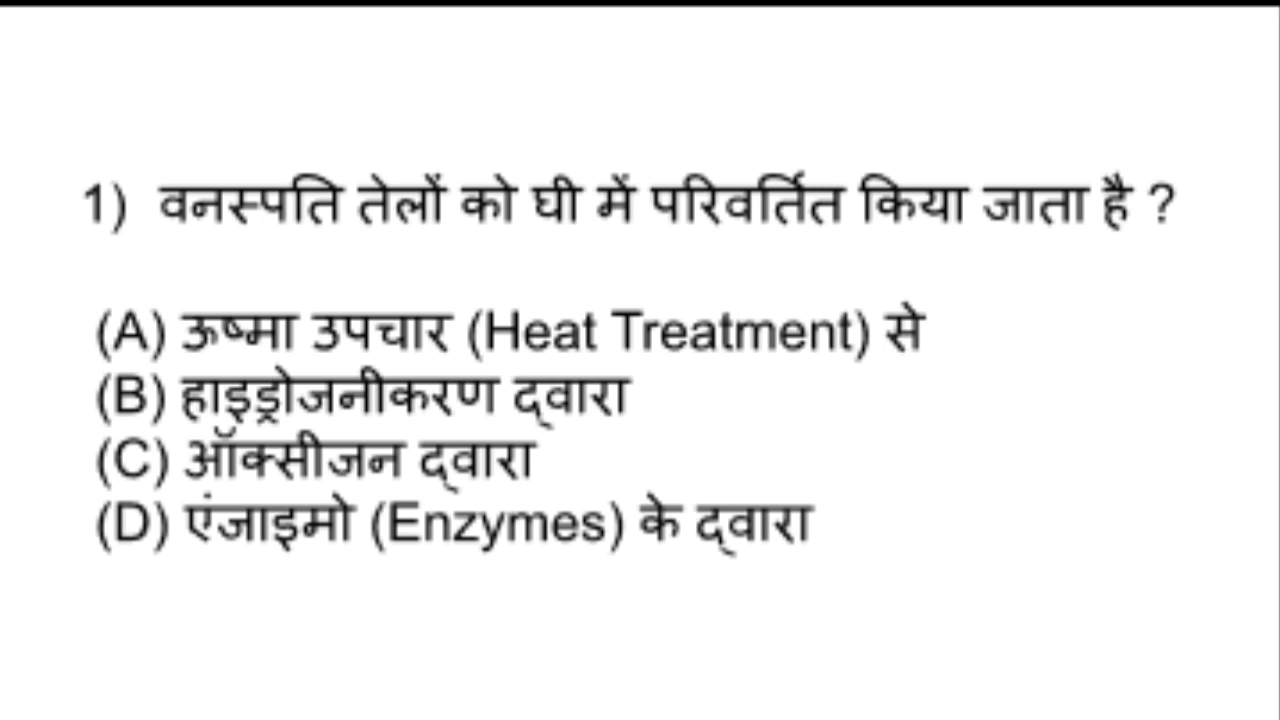 1) वनस्पति तेलों को घी में परिवर्तित किया जाता है ?
(A) ऊष्मा उपचार (Heat Treatment) से
(B) हाइड्रोजनीकरण द्वारा
(C) ऑक्सीजन द्वारा
(D) एंजाइमो (Enzymes) के द्वारा